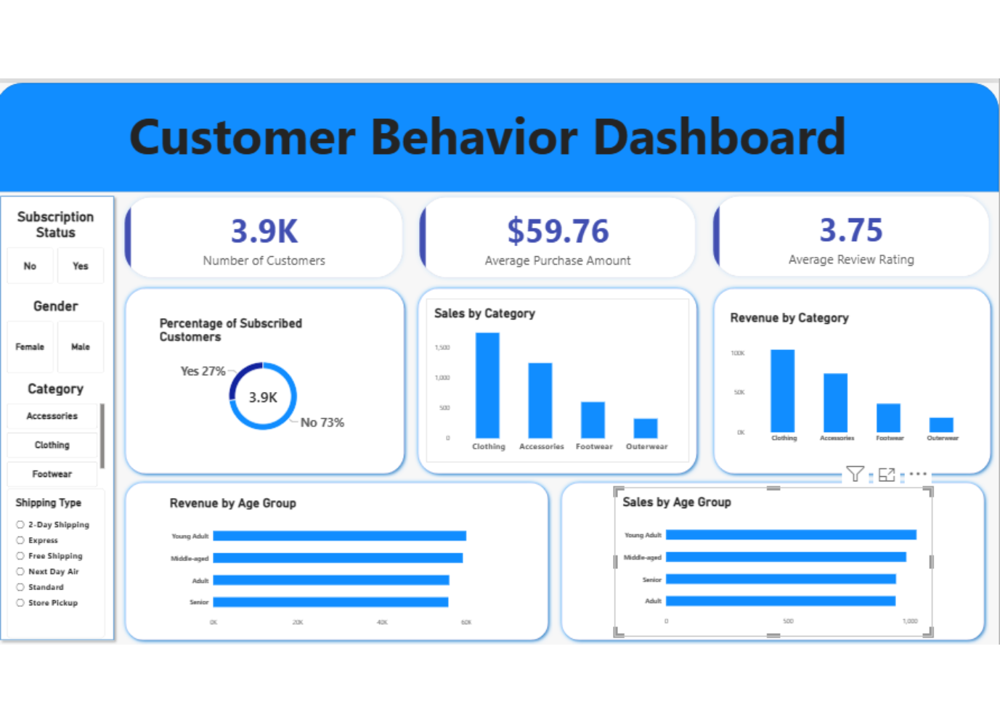 Customer Behavior Dashboard
Subscription
Status
No Yes
Gender
Female Male
Category
Accessories
Clothing
Footwear
Shipping Type
2-Day Shipping
Express
Free Shipping
Next Day Air
Standard
Store Pickup
3.9K
Number of Customers
$59.76
Average Purchase Amount
3.75
Average Review Rating
Percentage of Subscribed
Customers
Yes 27%
3.9K
No 73%
Sales by Category
1,500
1,000
500
0
Clothing Accessories Footwear Outerwear
Revenue by Category
100K
50K
0K
Clothing Accessories Footwear Outerwear
Revenue by Age Group
Young Adult
Middle-aged
Adult
Senior
0K 20K 40K 60K
Sales by Age Group
Young Adult
Middle-aged
Senior
Adult
0 500 1,000